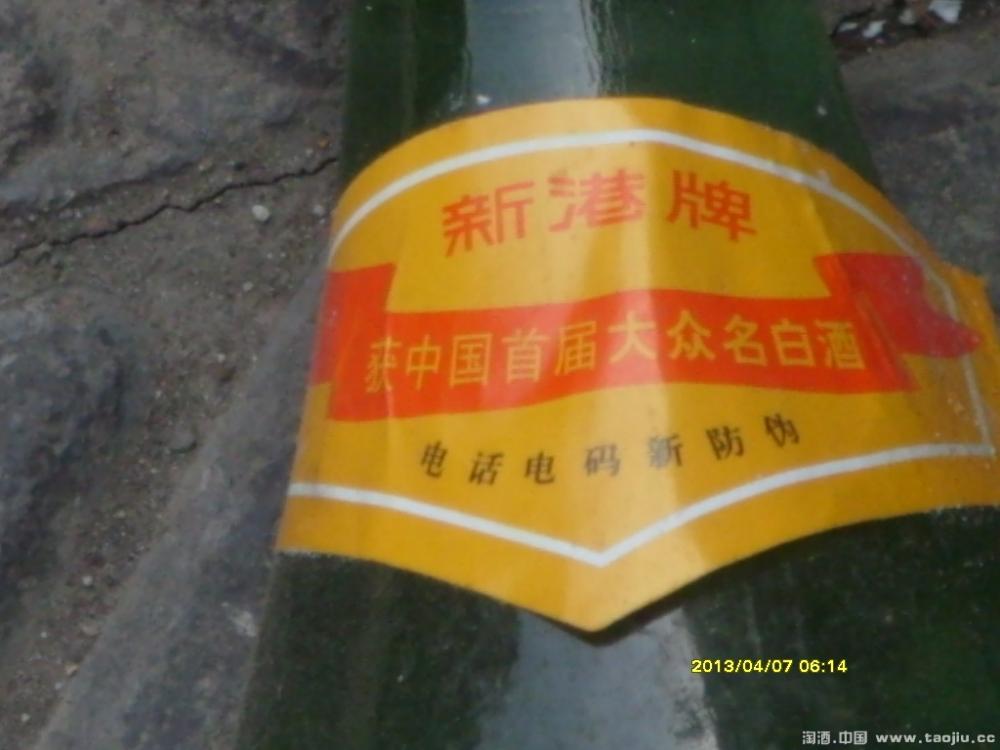 新港牌
获中国首届大众名白酒
电话电码新防伪
2013/04/07 06:14
淘酒.中国 www.taojiu.cc